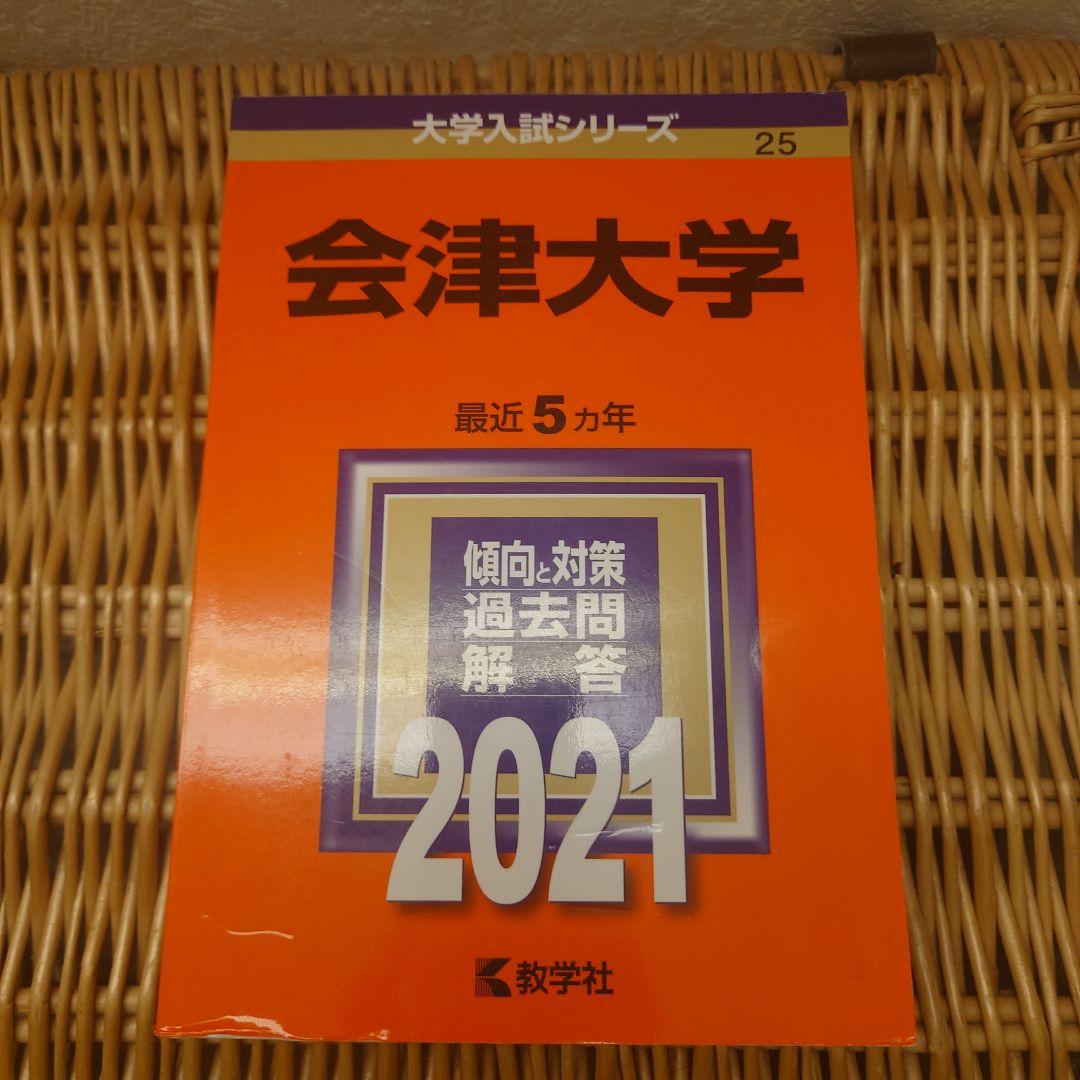 大学入試シリーズ
25
会津大学
最近5カ年
傾向と対策
過去問
解答
2021
教学社